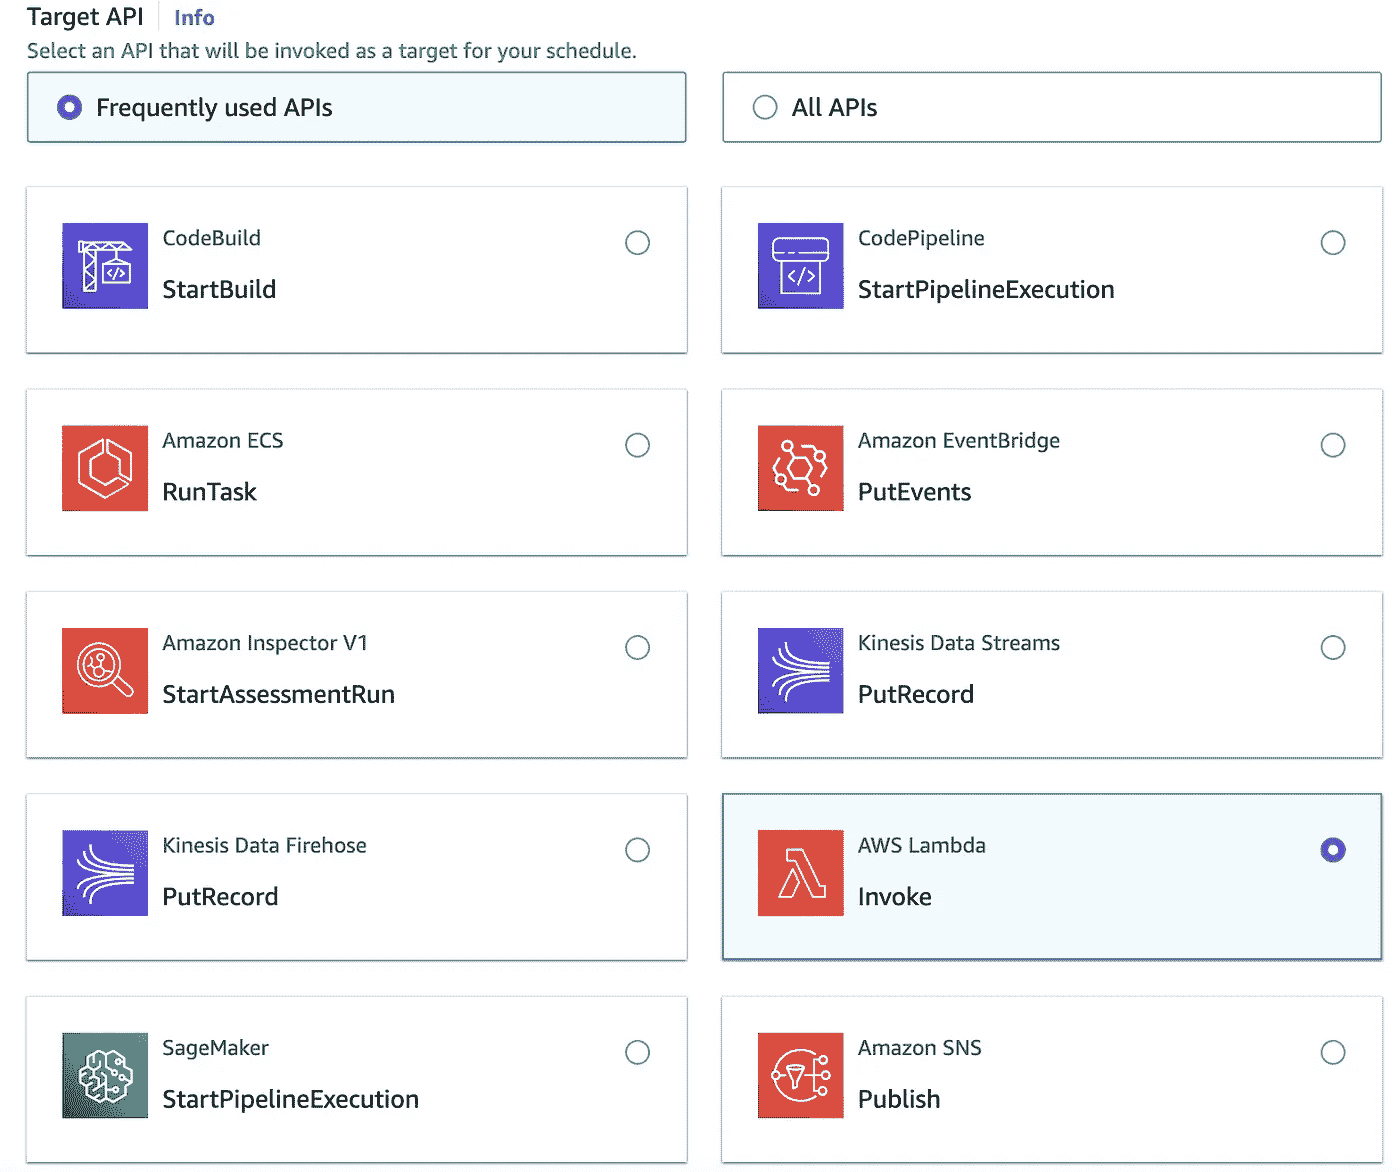 Target API Info
Select an API that will be invoked as a target for your schedule.
Frequently used APIs
All APIs
CodeBuild
StartBuild
CodePipeline
StartPipelineExecution
Amazon ECS
RunTask
Amazon EventBridge
PutEvents
Amazon Inspector V1
StartAssessmentRun
Kinesis Data Streams
PutRecord
Kinesis Data Firehose
PutRecord
AWS Lambda
Invoke
SageMaker
StartPipelineExecution
Amazon SNS
Publish